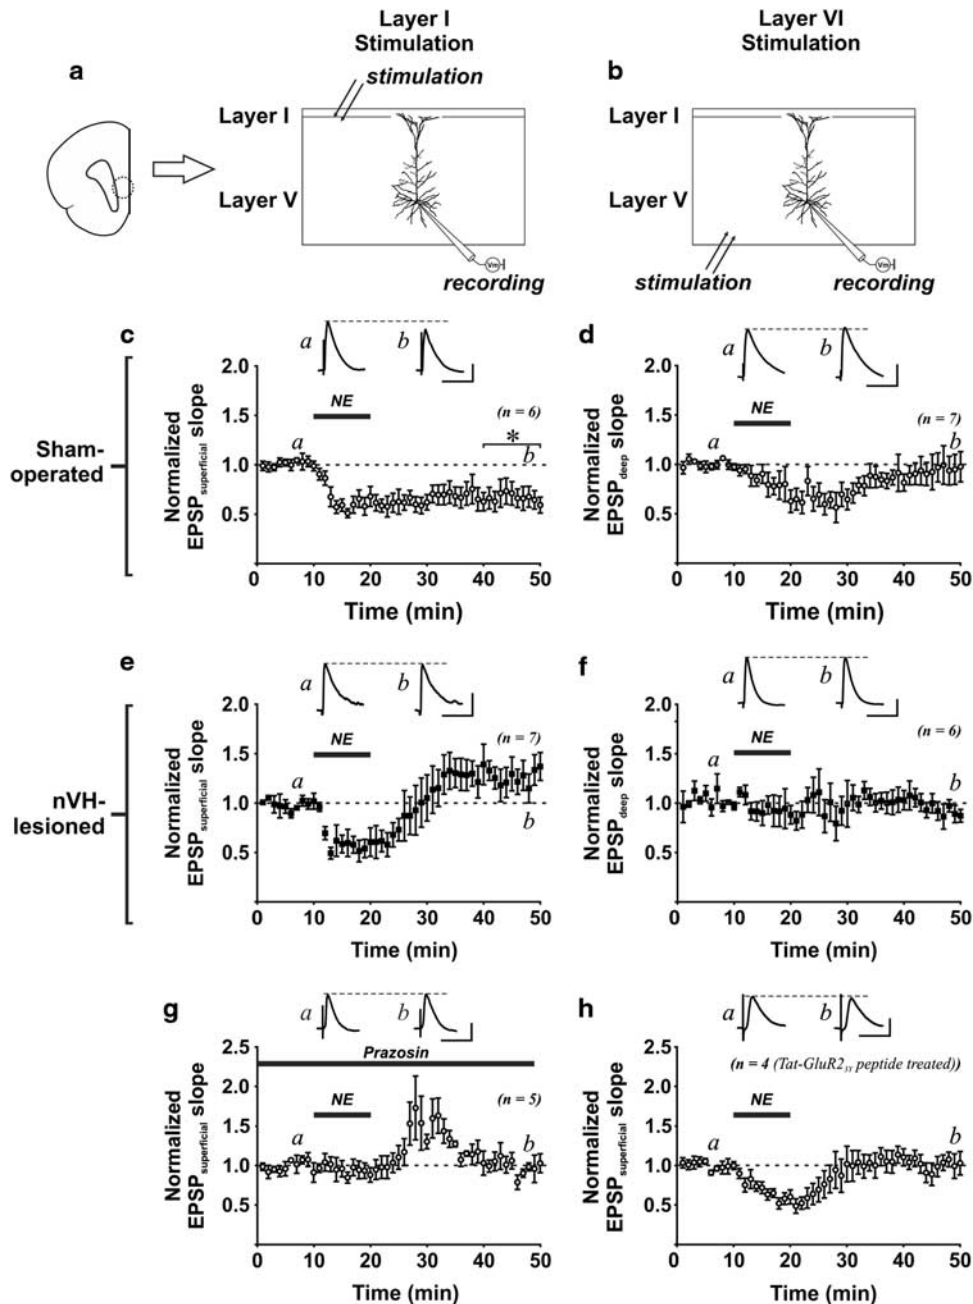 Layer I
Stimulation
Layer VI
Stimulation
a
stimulation
Layer I
Layer V
Vm
recording
b
stimulation
Vm
recording
Sham-
operated
c
a
b
NE
(n = 6)
*
a
b
Normalized
EPSPsuperficial slope
2.0
1.5
1.0
0.5
0 10 20 30 40 50
Time (min)
d
a
b
NE
(n = 7)
a
b
Normalized
EPSPdeep slope
2.0
1.5
1.0
0.5
0 10 20 30 40 50
Time (min)
nVH-
lesioned
e
a
b
NE
(n = 7)
a
b
Normalized
EPSPsuperficial slope
2.0
1.5
1.0
0.5
0 10 20 30 40 50
Time (min)
f
a
b
NE
(n = 6)
a
b
Normalized
EPSPdeep slope
2.0
1.5
1.0
0.5
0 10 20 30 40 50
Time (min)
g
a
b
Prazosin
NE
(n = 5)
a
b
Normalized
EPSPsuperficial slope
2.5
2.0
1.5
1.0
0.5
0 10 20 30 40 50
Time (min)
h
a
b
(n = 4 (Tat-GluR23Y peptide treated))
NE
a
b
Normalized
EPSPsuperficial slope
2.5
2.0
1.5
1.0
0.5
0 10 20 30 40 50
Time (min)